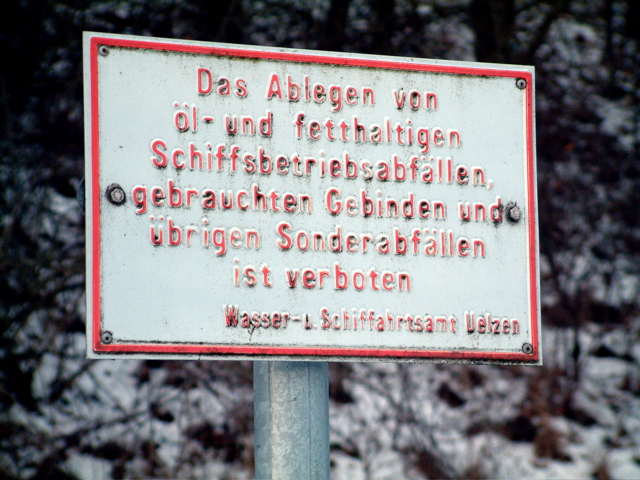 Das Ablegen von
öl- und fetthaltigen
Schiffsbetriebsabfällen,
gebrauchten Gebinden und
übrigen Sonderabfällen
ist verboten
Wasser- u. Schiffahrtsamt Uelzen